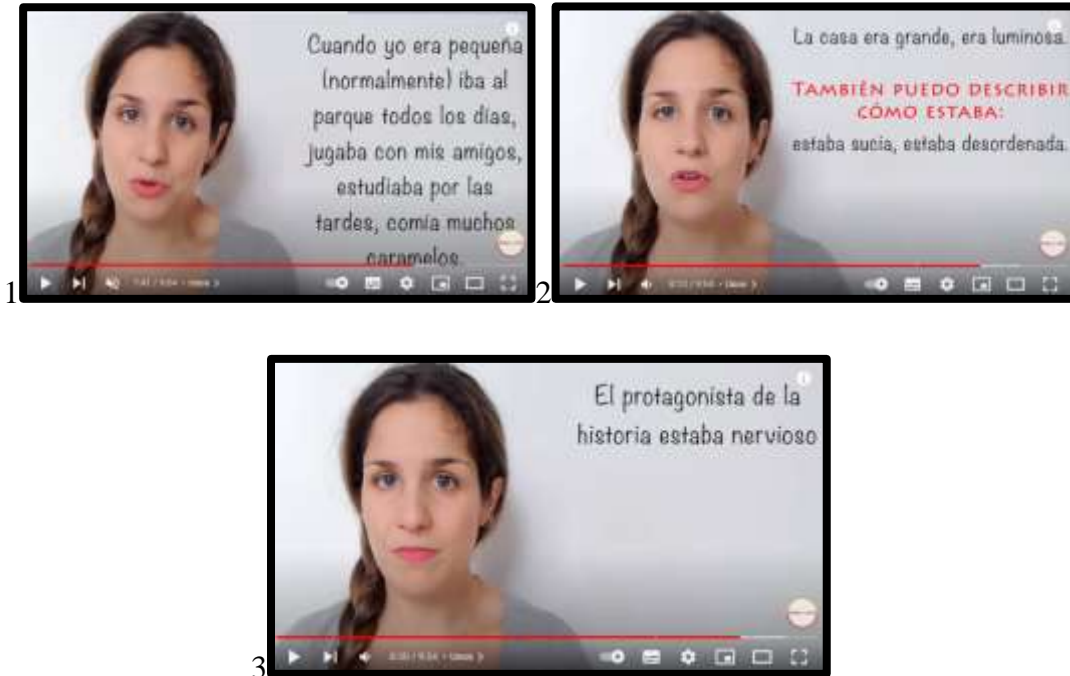 Cuando yo era pequeña
(normalmente) iba al
parque todos los días,
jugaba con mis amigos,
estudiaba por las
tardes, comía muchos
caramelos.
1
La casa era grande, era luminosa.
TAMBIÉN PUEDO DESCRIBIR
CÓMO ESTABA:
estaba sucia, estaba desordenada.
2
El protagonista de la
historia estaba nervioso
3